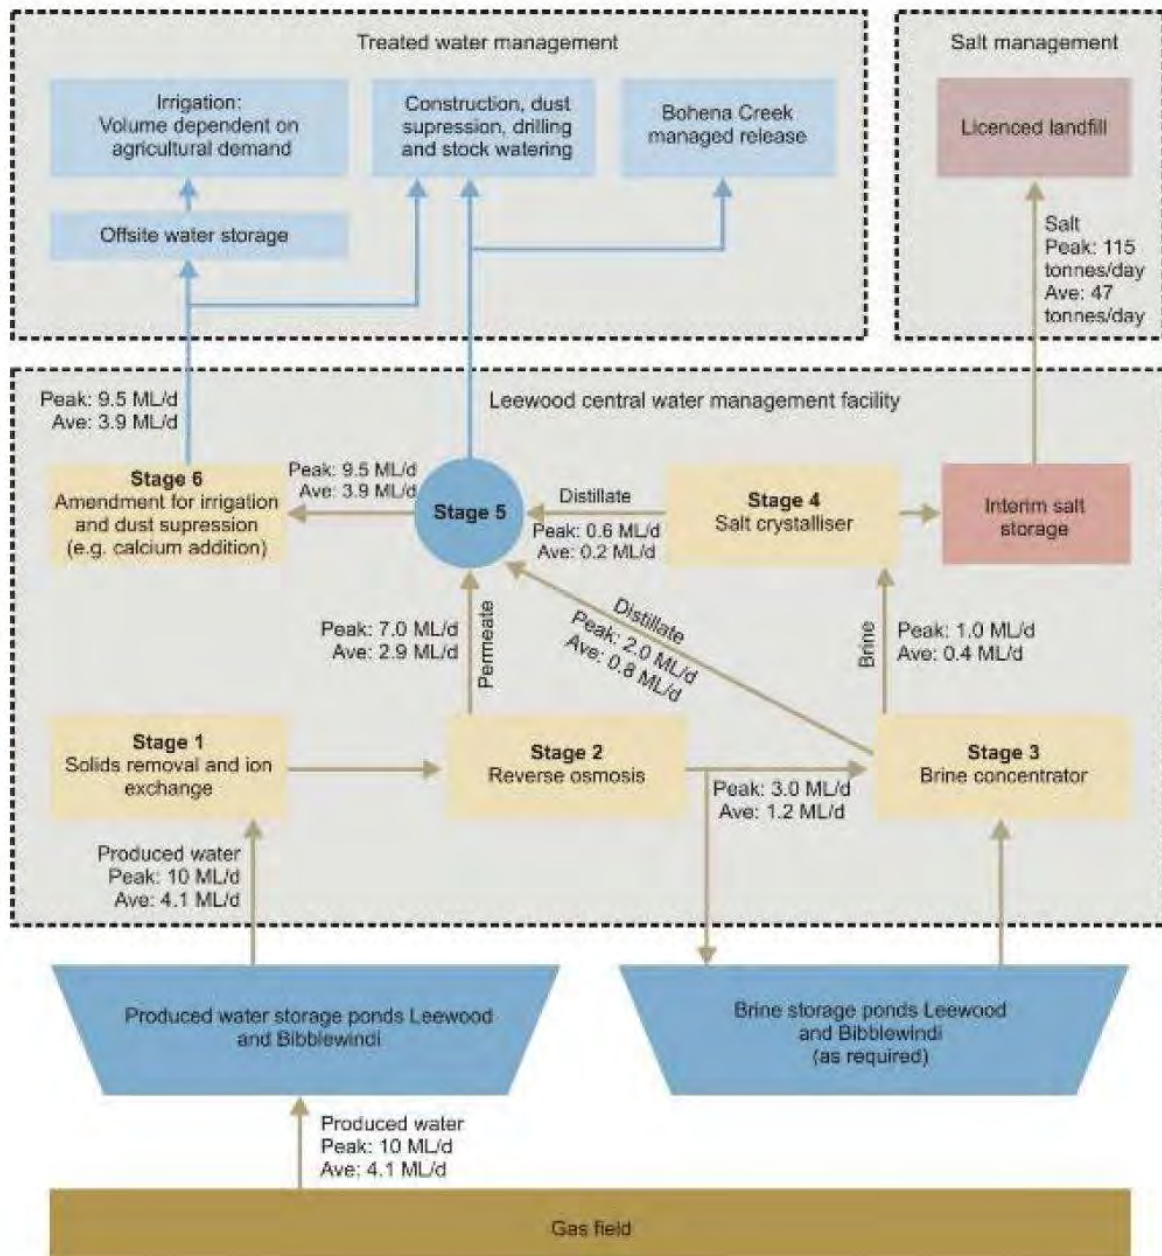 Treated water management
Irrigation:
Volume dependent on
agricultural demand
Construction, dust
supression, drilling
and stock watering
Bohena Creek
managed release
Offsite water storage
Salt management
Licenced landfill
Salt
Peak: 115
tonnes/day
Ave: 47
tonnes/day
Leewood central water management facility
Peak: 9.5 ML/d
Ave: 3.9 ML/d
Stage 6
Amendment for irrigation
and dust supression
(e.g. calcium addition)
Peak: 9.5 ML/d
Ave: 3.9 ML/d
Stage 5
Distillate
Peak: 0.6 ML/d
Ave: 0.2 ML/d
Stage 4
Salt crystalliser
Interim salt
storage
Peak: 7.0 ML/d
Ave: 2.9 ML/d
Permeate
Distillate
Peak: 2.0 ML/d
Ave: 0.8 ML/d
Brine
Peak: 1.0 ML/d
Ave: 0.4 ML/d
Stage 1
Solids removal and ion
exchange
Stage 2
Reverse osmosis
Peak: 3.0 ML/d
Ave: 1.2 ML/d
Stage 3
Brine concentrator
Produced water
Peak: 10 ML/d
Ave: 4.1 ML/d
Produced water storage ponds Leewood
and Bibblewindi
Brine storage ponds Leewood
and Bibblewindi
(as required)
Produced water
Peak: 10 ML/d
Ave: 4.1 ML/d
Gas field